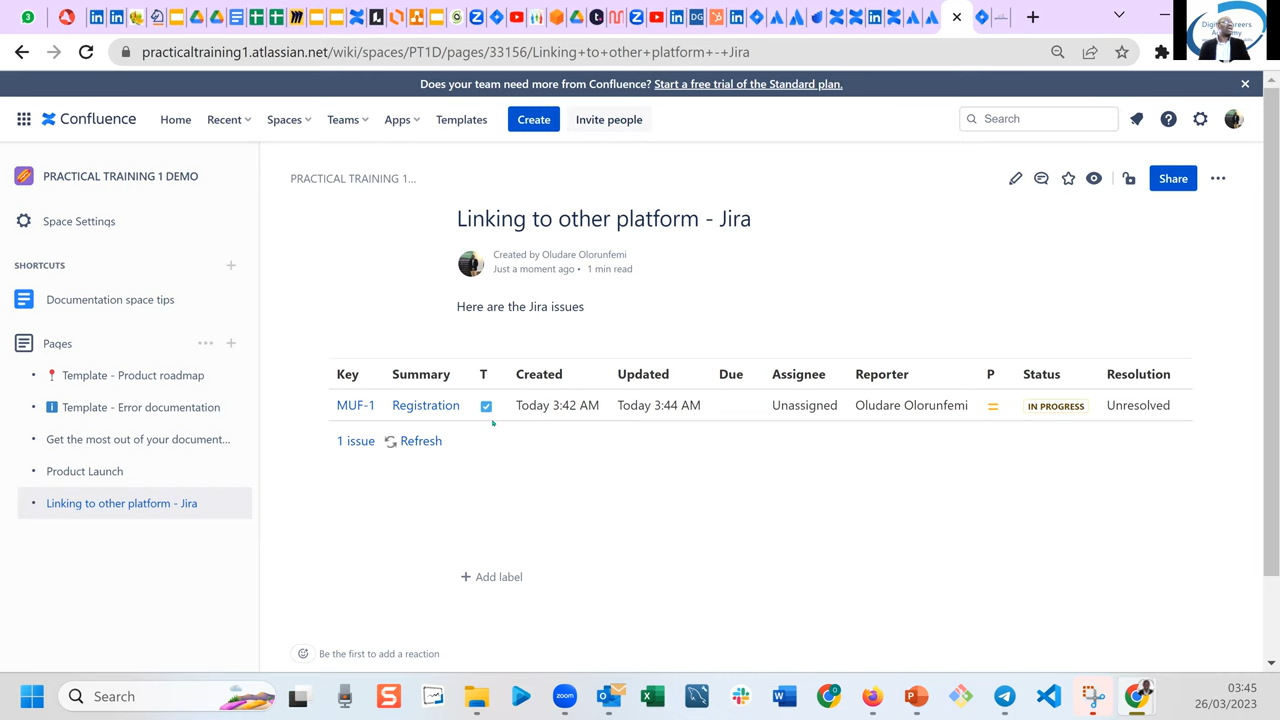 practicaltraining1.atlassian.net/wiki/spaces/PT1D/pages/33156/Linking+to+other+platform+-+Jira
Does your team need more from Confluence? Start a free trial of the Standard plan.
Confluence
Home
Recent
Spaces
Teams
Apps
Templates
Create
Invite people
Search
PRACTICAL TRAINING 1 DEMO
Space Settings
SHORTCUTS
Documentation space tips
Pages
Template - Product roadmap
Template - Error documentation
Get the most out of your document...
Product Launch
Linking to other platform - Jira
PRACTICAL TRAINING 1...
Share
Linking to other platform - Jira
Created by Oludare Olorunfemi
Just a moment ago • 1 min read
Here are the Jira issues
Key Summary T Created Updated Due Assignee Reporter P Status Resolution
MUF-1 Registration Today 3:42 AM Today 3:44 AM Unassigned Oludare Olorunfemi IN PROGRESS Unresolved
1 issue Refresh
Add label
Be the first to add a reaction
Search
zoom
03:45
26/03/2023